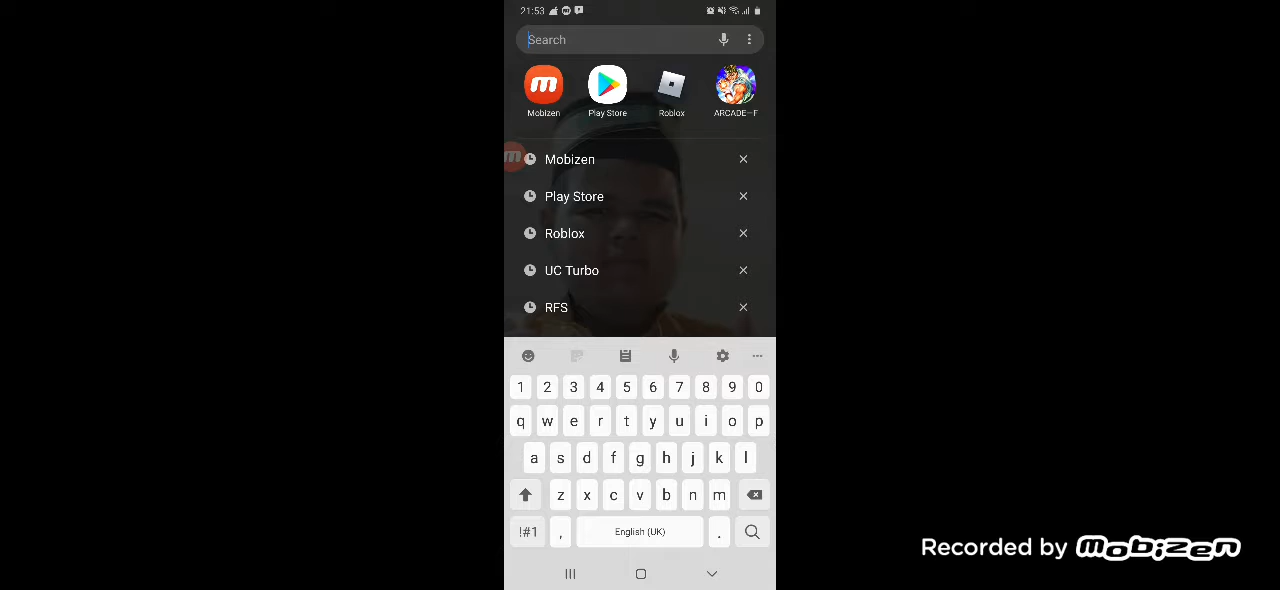 21:53
Search
Mobizen
Play Store
Roblox
ARCADE-F
Mobizen
Play Store
Roblox
UC Turbo
RFS
1 2 3 4 5 6 7 8 9 0
q w e r t y u i o p
a s d f g h j k l
z x c v b n m
!#1 , English (UK) .
Recorded by mobizen